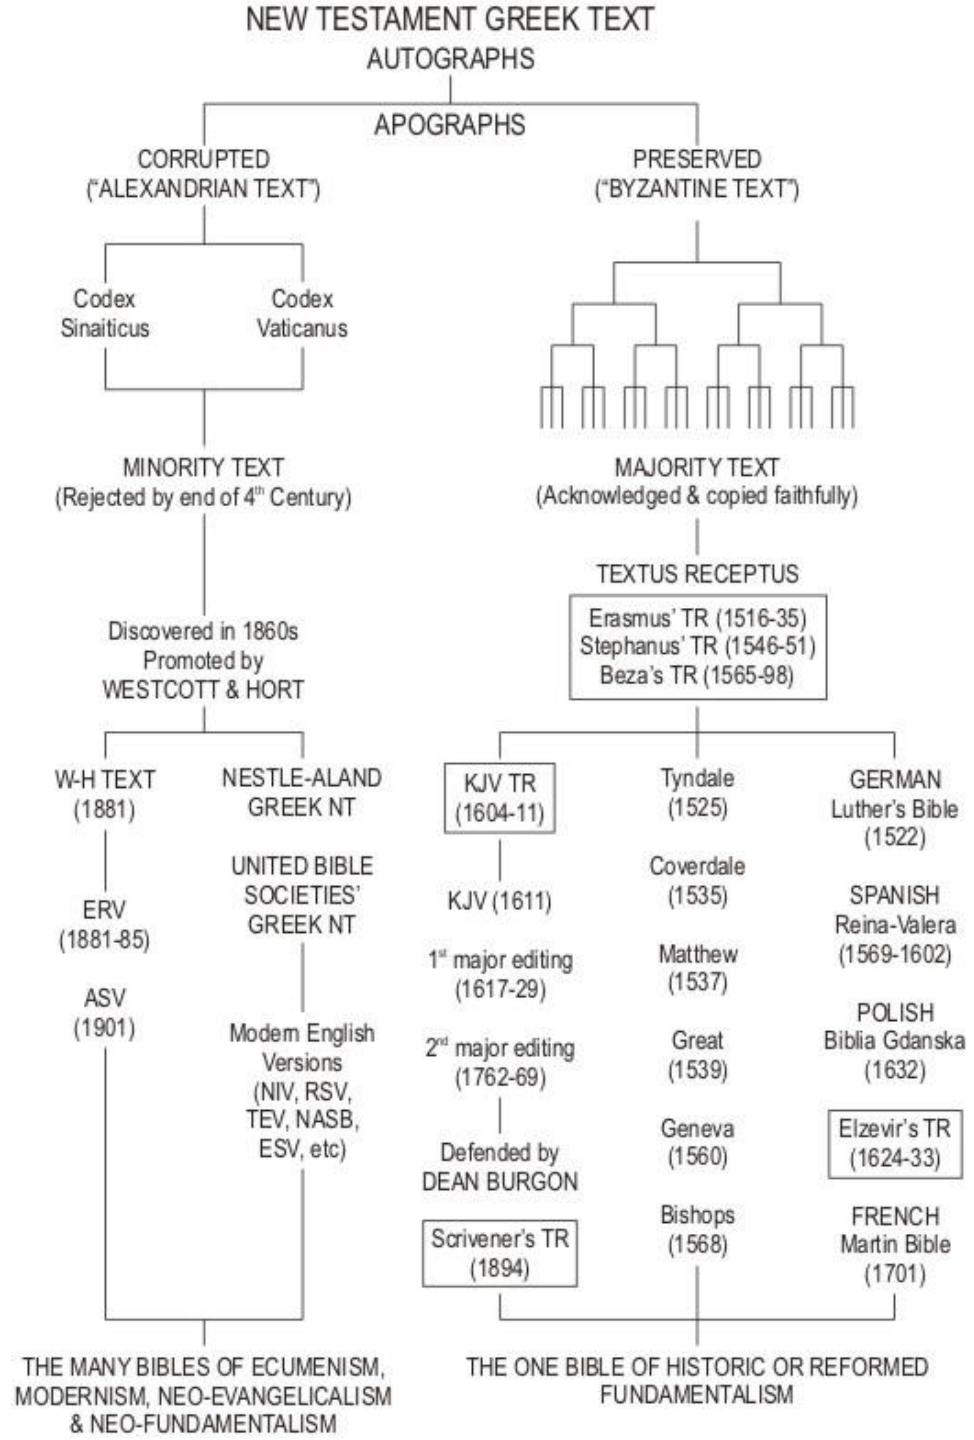 NEW TESTAMENT GREEK TEXT
AUTOGRAPHS
APOGRAPHS
CORRUPTED
(“ALEXANDRIAN TEXT”)
Codex
Sinaiticus
Codex
Vaticanus
MINORITY TEXT
(Rejected by end of 4th Century)
Discovered in 1860s
Promoted by
WESTCOTT & HORT
W-H TEXT
(1881)
ERV
(1881-85)
ASV
(1901)
NESTLE-ALAND
GREEK NT
UNITED BIBLE
SOCIETIES’
GREEK NT
Modern English
Versions
(NIV, RSV,
TEV, NASB,
ESV, etc)
THE MANY BIBLES OF ECUMENISM,
MODERNISM, NEO-EVANGELICALISM
& NEO-FUNDAMENTALISM
PRESERVED
(“BYZANTINE TEXT”)
MAJORITY TEXT
(Acknowledged & copied faithfully)
TEXTUS RECEPTUS
Erasmus’ TR (1516-35)
Stephanus’ TR (1546-51)
Beza’s TR (1565-98)
KJV TR
(1604-11)
KJV (1611)
1st major editing
(1617-29)
2nd major editing
(1762-69)
Defended by
DEAN BURGON
Scrivener’s TR
(1894)
Tyndale
(1525)
Coverdale
(1535)
Matthew
(1537)
Great
(1539)
Geneva
(1560)
Bishops
(1568)
GERMAN
Luther’s Bible
(1522)
SPANISH
Reina-Valera
(1569-1602)
POLISH
Biblia Gdanska
(1632)
Elzevir’s TR
(1624-33)
FRENCH
Martin Bible
(1701)
THE ONE BIBLE OF HISTORIC OR REFORMED
FUNDAMENTALISM